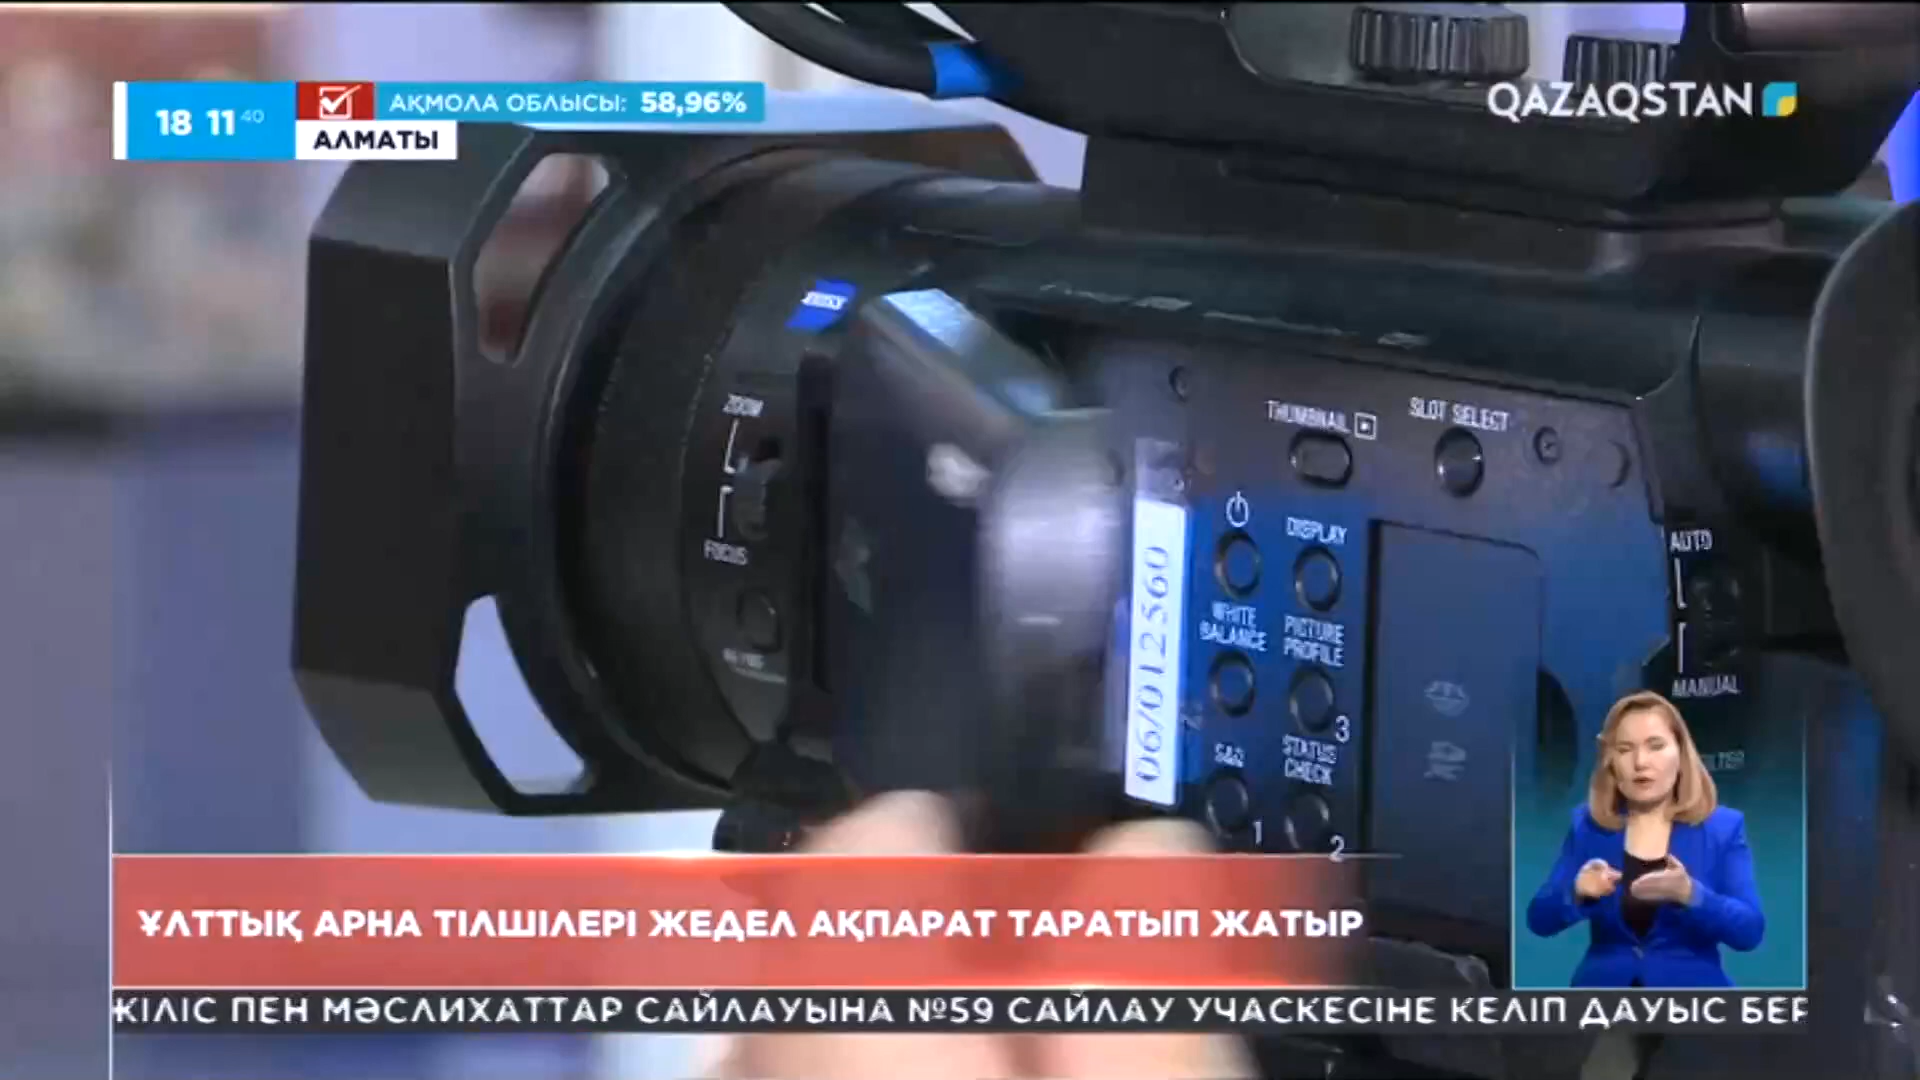 18 11 40
АҚМОЛА ОБЛЫСЫ: 58,96%
АЛМАТЫ
QAZAQSTAN
ZEISS
ZOOM
FOCUS
THUMBNAIL
SLOT SELECT
DISPLAY
WHITE BALANCE
PICTURE PROFILE
3
S&Q
STATUS CHECK
1
2
AUTO
MANUAL
06/012560
ҰЛТТЫҚ АРНА ТІЛШІЛЕРІ ЖЕДЕЛ АҚПАРАТ ТАРАТЫП ЖАТЫР
ЖІЛІС ПЕН МӘСЛИХАТТАР САЙЛАУЫНА №59 САЙЛАУ УЧАСКЕСІНЕ КЕЛІП ДАУЫС БЕР